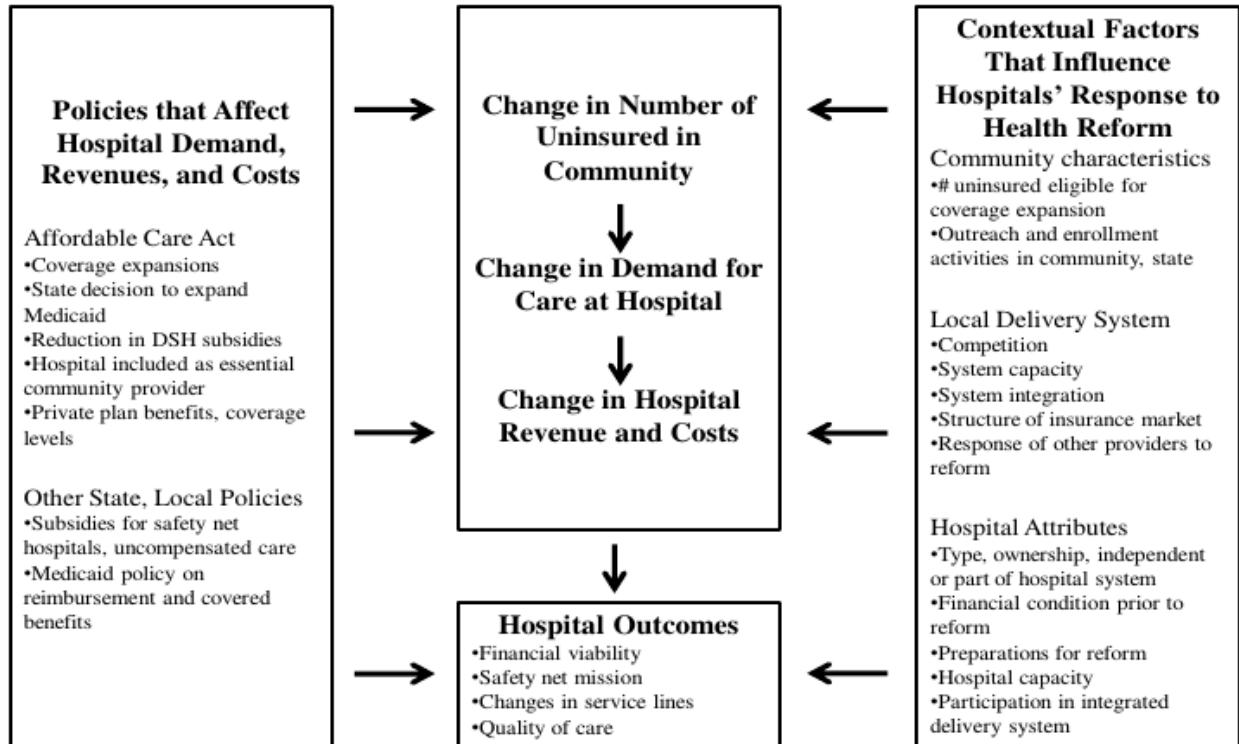 Policies that Affect
Hospital Demand,
Revenues, and Costs
Affordable Care Act
•Coverage expansions
•State decision to expand
Medicaid
•Reduction in DSH subsidies
•Hospital included as essential
community provider
•Private plan benefits, coverage
levels
Other State, Local Policies
•Subsidies for safety net
hospitals, uncompensated care
•Medicaid policy on
reimbursement and covered
benefits
Change in Number of
Uninsured in
Community
Change in Demand for
Care at Hospital
Change in Hospital
Revenue and Costs
Hospital Outcomes
•Financial viability
•Safety net mission
•Changes in service lines
•Quality of care
Contextual Factors
That Influence
Hospitals’ Response to
Health Reform
Community characteristics
•# uninsured eligible for
coverage expansion
•Outreach and enrollment
activities in community, state
Local Delivery System
•Competition
•System capacity
•System integration
•Structure of insurance market
•Response of other providers to
reform
Hospital Attributes
•Type, ownership, independent
or part of hospital system
•Financial condition prior to
reform
•Preparations for reform
•Hospital capacity
•Participation in integrated
delivery system